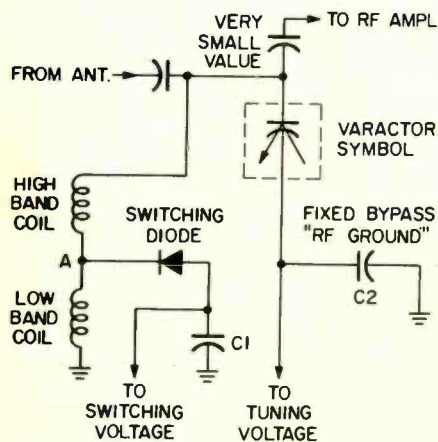 VERY
SMALL
VALUE
TO RF AMPL
FROM ANT.
VARACTOR
SYMBOL
HIGH
BAND
COIL
SWITCHING
DIODE
FIXED BYPASS
"RF GROUND"
A
LOW
BAND
COIL
C1
C2
TO
SWITCHING
VOLTAGE
TO
TUNING
VOLTAGE